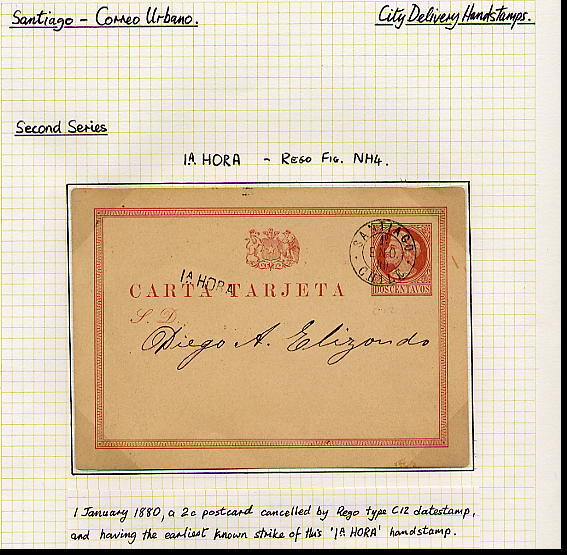 Santiago - Correo Urbano. City Delivery Handstamps.
Second Series
1A HORA - REGO FIG. NH4.
SANTIAGO
CHILE
1A HORA
CARTA TARJETA
DOS CENTAVOS
S. D.
Diego A. Elizondo
1 January 1880, a 2c postcard cancelled by Rego type C12 datestamp,
and having the earliest known strike of this '1A HORA' handstamp.